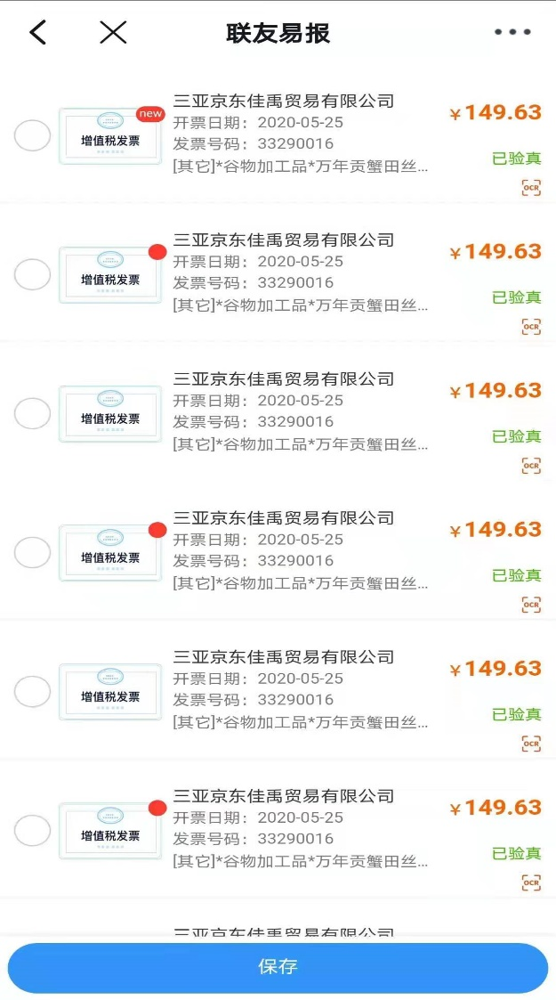 联友易报
new
增值税发票
三亚京东佳禹贸易有限公司
开票日期：2020-05-25
发票号码：33290016
[其它]*谷物加工品*万年贡蟹田丝...
￥149.63
已验真
OCR
增值税发票
三亚京东佳禹贸易有限公司
开票日期：2020-05-25
发票号码：33290016
[其它]*谷物加工品*万年贡蟹田丝...
￥149.63
已验真
OCR
增值税发票
三亚京东佳禹贸易有限公司
开票日期：2020-05-25
发票号码：33290016
[其它]*谷物加工品*万年贡蟹田丝...
￥149.63
已验真
OCR
增值税发票
三亚京东佳禹贸易有限公司
开票日期：2020-05-25
发票号码：33290016
[其它]*谷物加工品*万年贡蟹田丝...
￥149.63
已验真
OCR
增值税发票
三亚京东佳禹贸易有限公司
开票日期：2020-05-25
发票号码：33290016
[其它]*谷物加工品*万年贡蟹田丝...
￥149.63
已验真
OCR
增值税发票
三亚京东佳禹贸易有限公司
开票日期：2020-05-25
发票号码：33290016
[其它]*谷物加工品*万年贡蟹田丝...
￥149.63
已验真
OCR
三亚京东佳禹贸易有限公司
保存